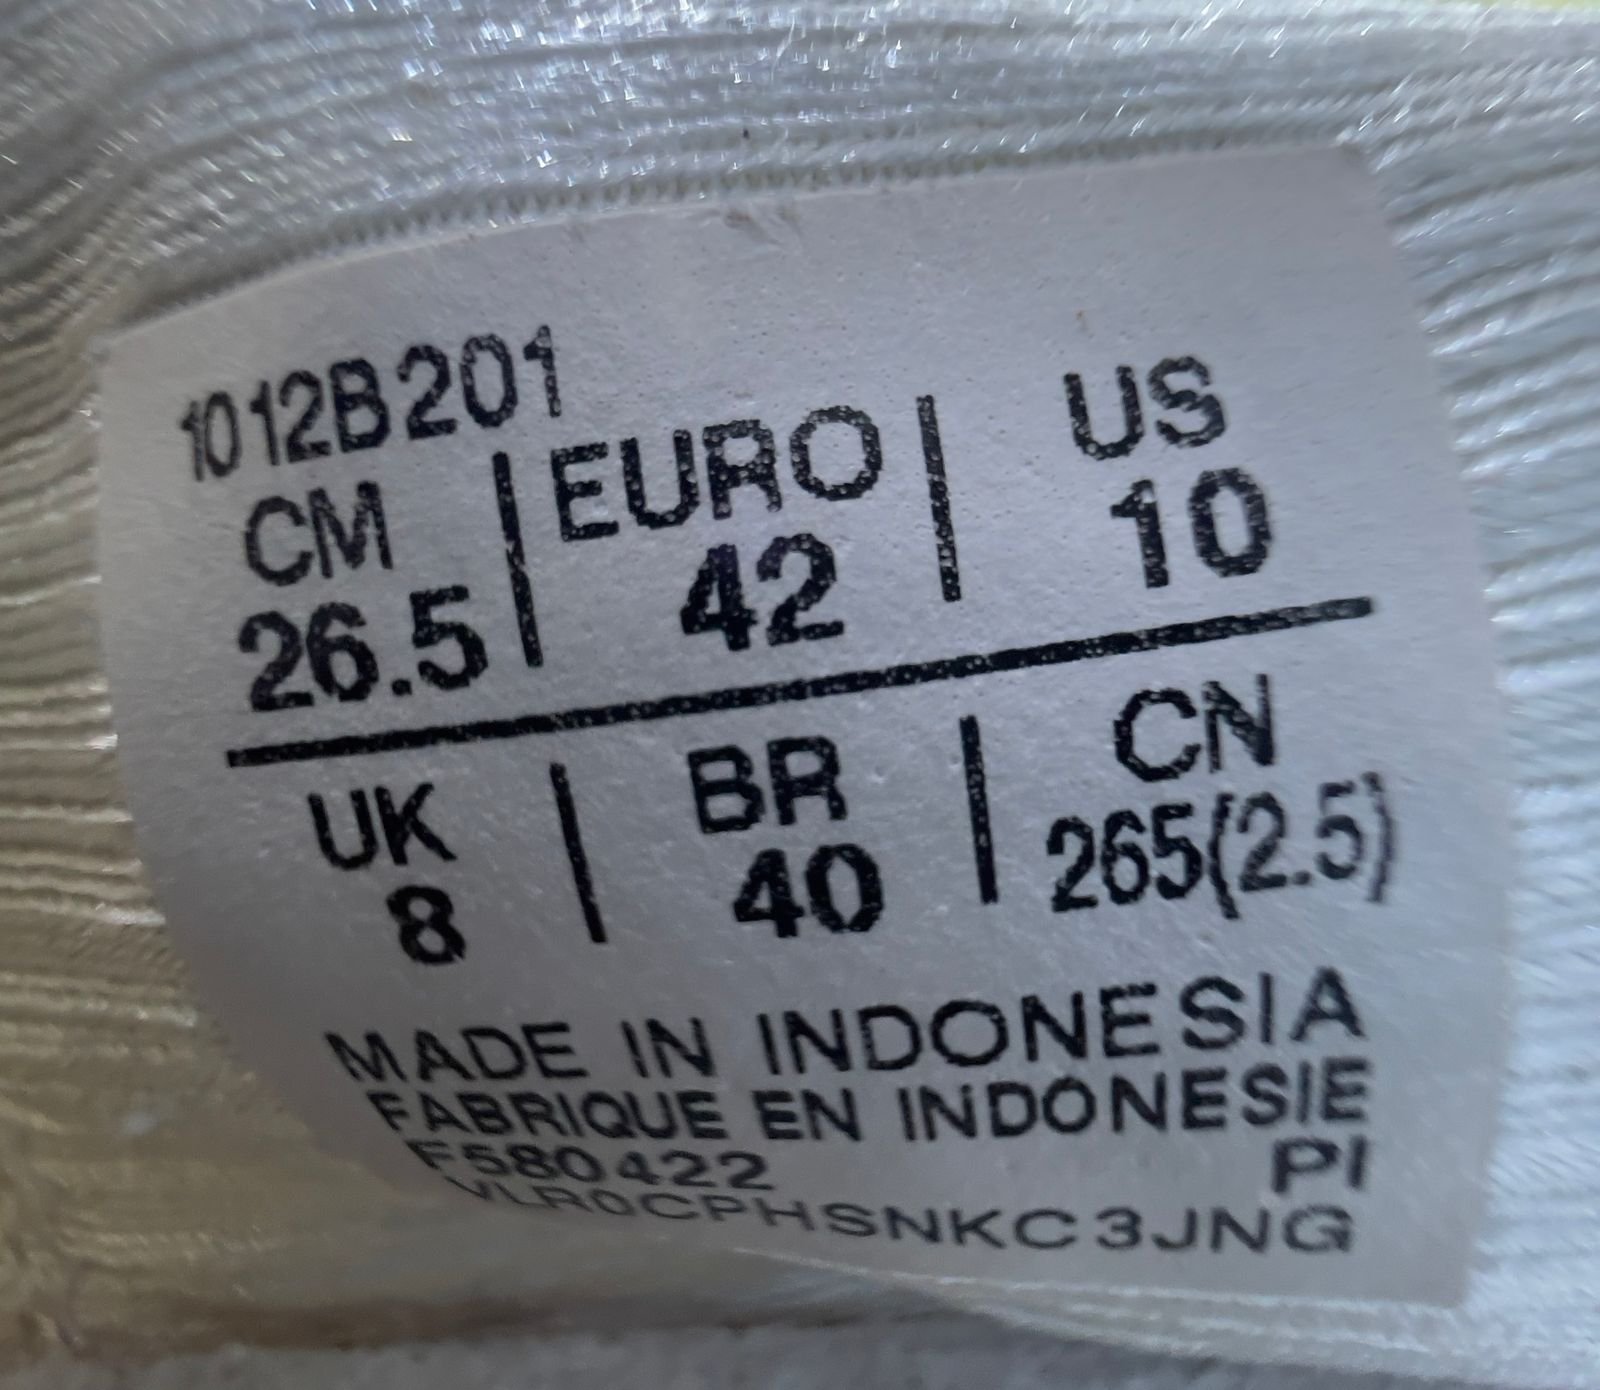 1012B201
CM | EURO | US
26.5 | 42 | 10
UK | BR | CN
8 | 40 | 265(2.5)
MADE IN INDONESIA
FABRIQUE EN INDONESIE
F580422 PI
VLR0CPHSNKC3JNG